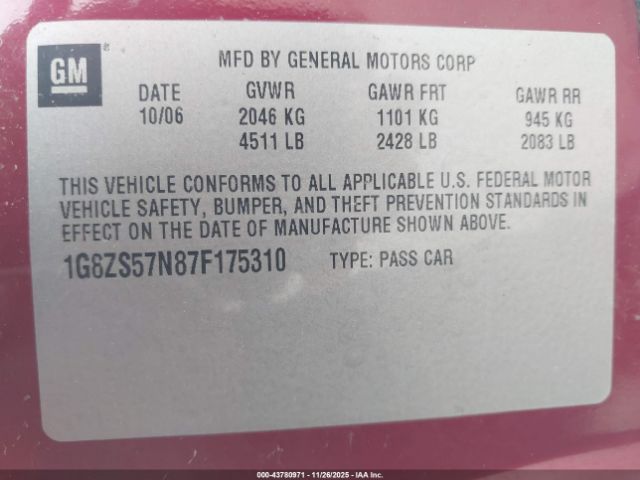 GM
MFD BY GENERAL MOTORS CORP
DATE GVWR GAWR FRT GAWR RR
10/06 2046 KG 1101 KG 945 KG
4511 LB 2428 LB 2083 LB
THIS VEHICLE CONFORMS TO ALL APPLICABLE U.S. FEDERAL MOTOR
VEHICLE SAFETY, BUMPER, AND THEFT PREVENTION STANDARDS IN
EFFECT ON THE DATE OF MANUFACTURE SHOWN ABOVE.
1G8ZS57N87F175310 TYPE: PASS CAR
000-43780971 - 11/26/2025 - IAA Inc.